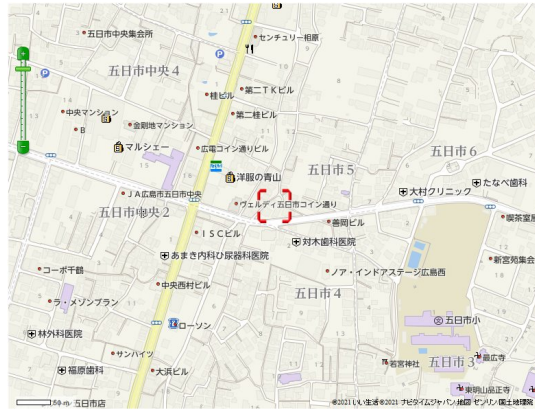 五日市中央集会所
センチュリー相原
五日市中央４
桂ビル
第二ＴＫビル
中央マンション
金剛地マンション
第二桂ビル
B
マルシェー
広電コイン通りビル
五日市5
五日市6
洋服の青山
たなべ歯科
大村クリニック
ＪＡ広島市五日市中央
五日市中央２
ヴェルディ五日市コイン通り
善岡ビル
喫茶室
ＩＳＣビル
対木歯科医院
あまき内科ひ尿器科医院
新宮苑集会
コーポ千鶴
ノア・インドアステージ広島西
中央西村ビル
五日市4
ラ・メゾンブラン
五日市小
ローソン
林外科医院
サンハイツ
若宮神社
五日市3
最広寺
福原歯科
大浜ビル
東明山品正寺
50 m
五日市店
©2021 いい生活©2021 ナビタイムジャパン 地図 ゼンリン 国土地理院